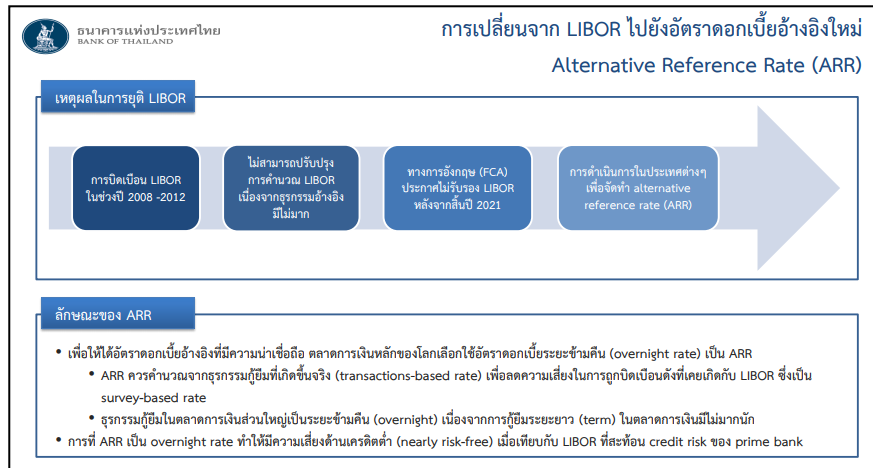 ธนาคารแห่งประเทศไทย
BANK OF THAILAND
การเปลี่ยนจาก LIBOR ไปยังอัตราดอกเบี้ยอ้างอิงใหม่
Alternative Reference Rate (ARR)
เหตุผลในการยุติ LIBOR
การบิดเบือน LIBOR
ในช่วงปี 2008 -2012
ไม่สามารถปรับปรุง
การคำนวณ LIBOR
เนื่องจากธุรกรรมอ้างอิง
มีไม่มาก
ทางการอังกฤษ (FCA)
ประกาศไม่รับรอง LIBOR
หลังจากสิ้นปี 2021
การดำเนินการในประเทศต่างๆ
เพื่อจัดทำ alternative
reference rate (ARR)
ลักษณะของ ARR
• เพื่อให้ได้อัตราดอกเบี้ยอ้างอิงที่มีความน่าเชื่อถือ ตลาดการเงินหลักของโลกเลือกใช้อัตราดอกเบี้ยระยะข้ามคืน (overnight rate) เป็น ARR
• ARR ควรคำนวณจากธุรกรรมกู้ยืมที่เกิดขึ้นจริง (transactions-based rate) เพื่อลดความเสี่ยงในการถูกบิดเบือนดังที่เคยเกิดกับ LIBOR ซึ่งเป็น
survey-based rate
• ธุรกรรมกู้ยืมในตลาดการเงินส่วนใหญ่เป็นระยะข้ามคืน (overnight) เนื่องจากการกู้ยืมระยะยาว (term) ในตลาดการเงินมีไม่มากนัก
• การที่ ARR เป็น overnight rate ทำให้มีความเสี่ยงด้านเครดิตต่ำ (nearly risk-free) เมื่อเทียบกับ LIBOR ที่สะท้อน credit risk ของ prime bank